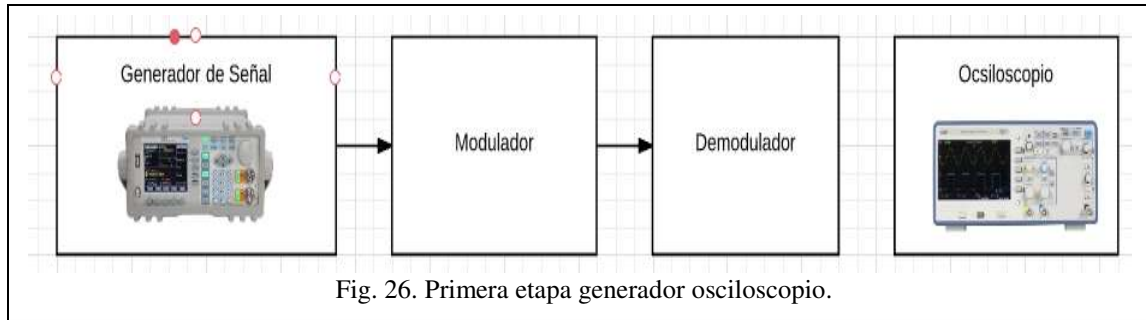 Generador de Señal
Modulador
Demodulador
Ocsiloscopio
Fig. 26. Primera etapa generador osciloscopio.